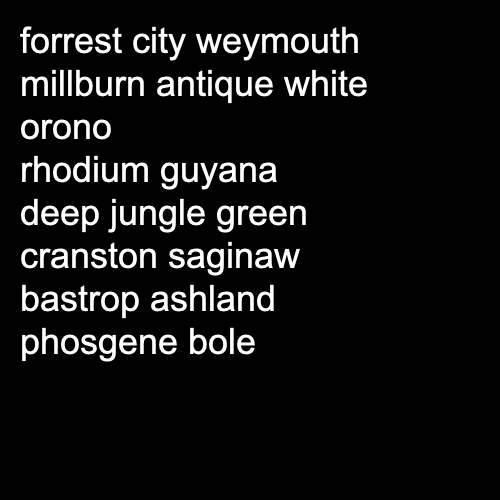 forrest city weymouth
millburn antique white
orono
rhodium guyana
deep jungle green
cranston saginaw
bastrop ashland
phosgene bole